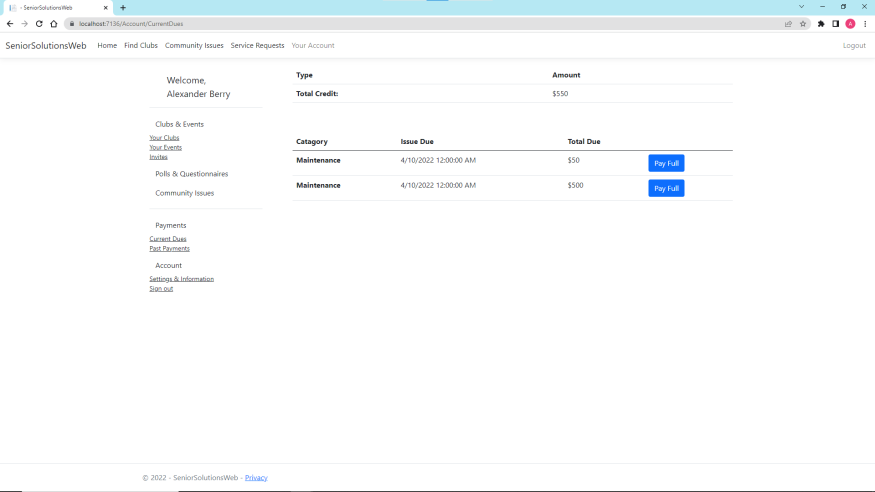 - SeniorSolutionsWeb
localhost:7136/Account/CurrentDues
A
SeniorSolutionsWeb Home Find Clubs Community Issues Service Requests Your Account Logout
Welcome,
Alexander Berry
Clubs & Events
Your Clubs
Your Events
Invites
Polls & Questionnaires
Community Issues
Payments
Current Dues
Past Payments
Account
Settings & Information
Sign out
Type Amount
Total Credit: $550
Catagory Issue Due Total Due
Maintenance 4/10/2022 12:00:00 AM $50 Pay Full
Maintenance 4/10/2022 12:00:00 AM $500 Pay Full
© 2022 - SeniorSolutionsWeb - Privacy